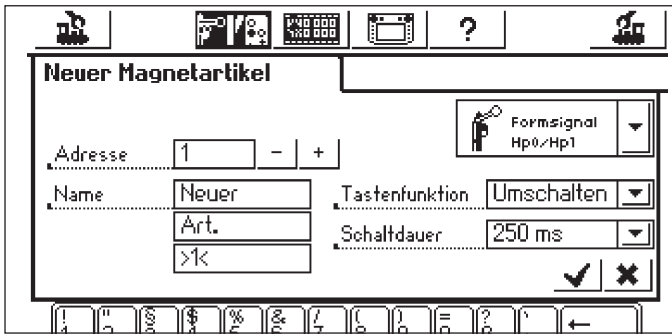 ?
Neuer Magnetartikel
Formsignal
Hp0/Hp1
Adresse 1 - +
Name Neuer
Art.
>1<
Tastenfunktion Umschalten
Schaltdauer 250 ms
! " § $ % & / ( ) = ? `